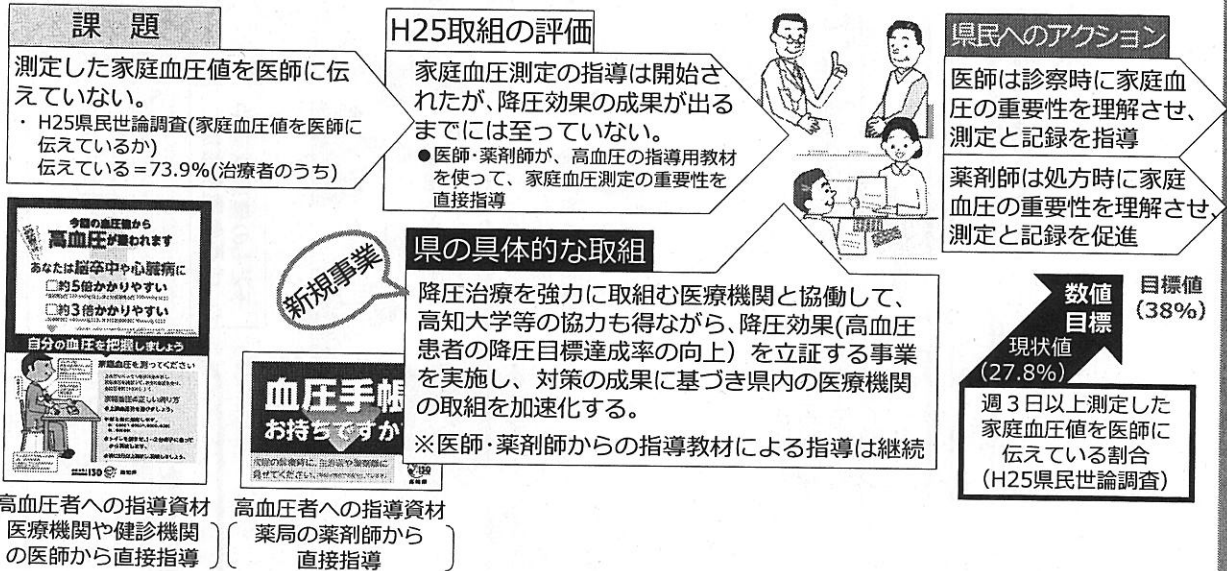 課 題
測定した家庭血圧値を医師に伝
えていない。
・ H25県民世論調査(家庭血圧値を医師に
伝えているか)
伝えている＝73.9%(治療者のうち)
H25取組の評価
家庭血圧測定の指導は開始さ
れたが、降圧効果の成果が出る
までには至っていない。
●医師・薬剤師が、高血圧の指導用教材
を使って、家庭血圧測定の重要性を
直接指導
県民へのアクション
医師は診察時に家庭血
圧の重要性を理解させ、
測定と記録を指導
薬剤師は処方時に家庭
血圧の重要性を理解させ、
測定と記録を促進
新規事業
県の具体的な取組
降圧治療を強力に取組む医療機関と協働して、
高知大学等の協力も得ながら、降圧効果(高血圧
患者の降圧目標達成率の向上）を立証する事業
を実施し、対策の成果に基づき県内の医療機関
の取組を加速化する。
※医師・薬剤師からの指導教材による指導は継続
数値
目標
目標値
(38%)
現状値
(27.8%)
週３日以上測定した
家庭血圧値を医師に
伝えている割合
(H25県民世論調査)
今回の血圧値から
高血圧が疑われます
あなたは脳卒中や心臓病に
□約5倍かかりやすい
□約3倍かかりやすい
自分の血圧を把握しましょう
家庭血圧を測ってください
血圧手帳
お持ちですか
高血圧者への指導資材
医療機関や健診機関
の医師から直接指導
高血圧者への指導資材
薬局の薬剤師から
直接指導